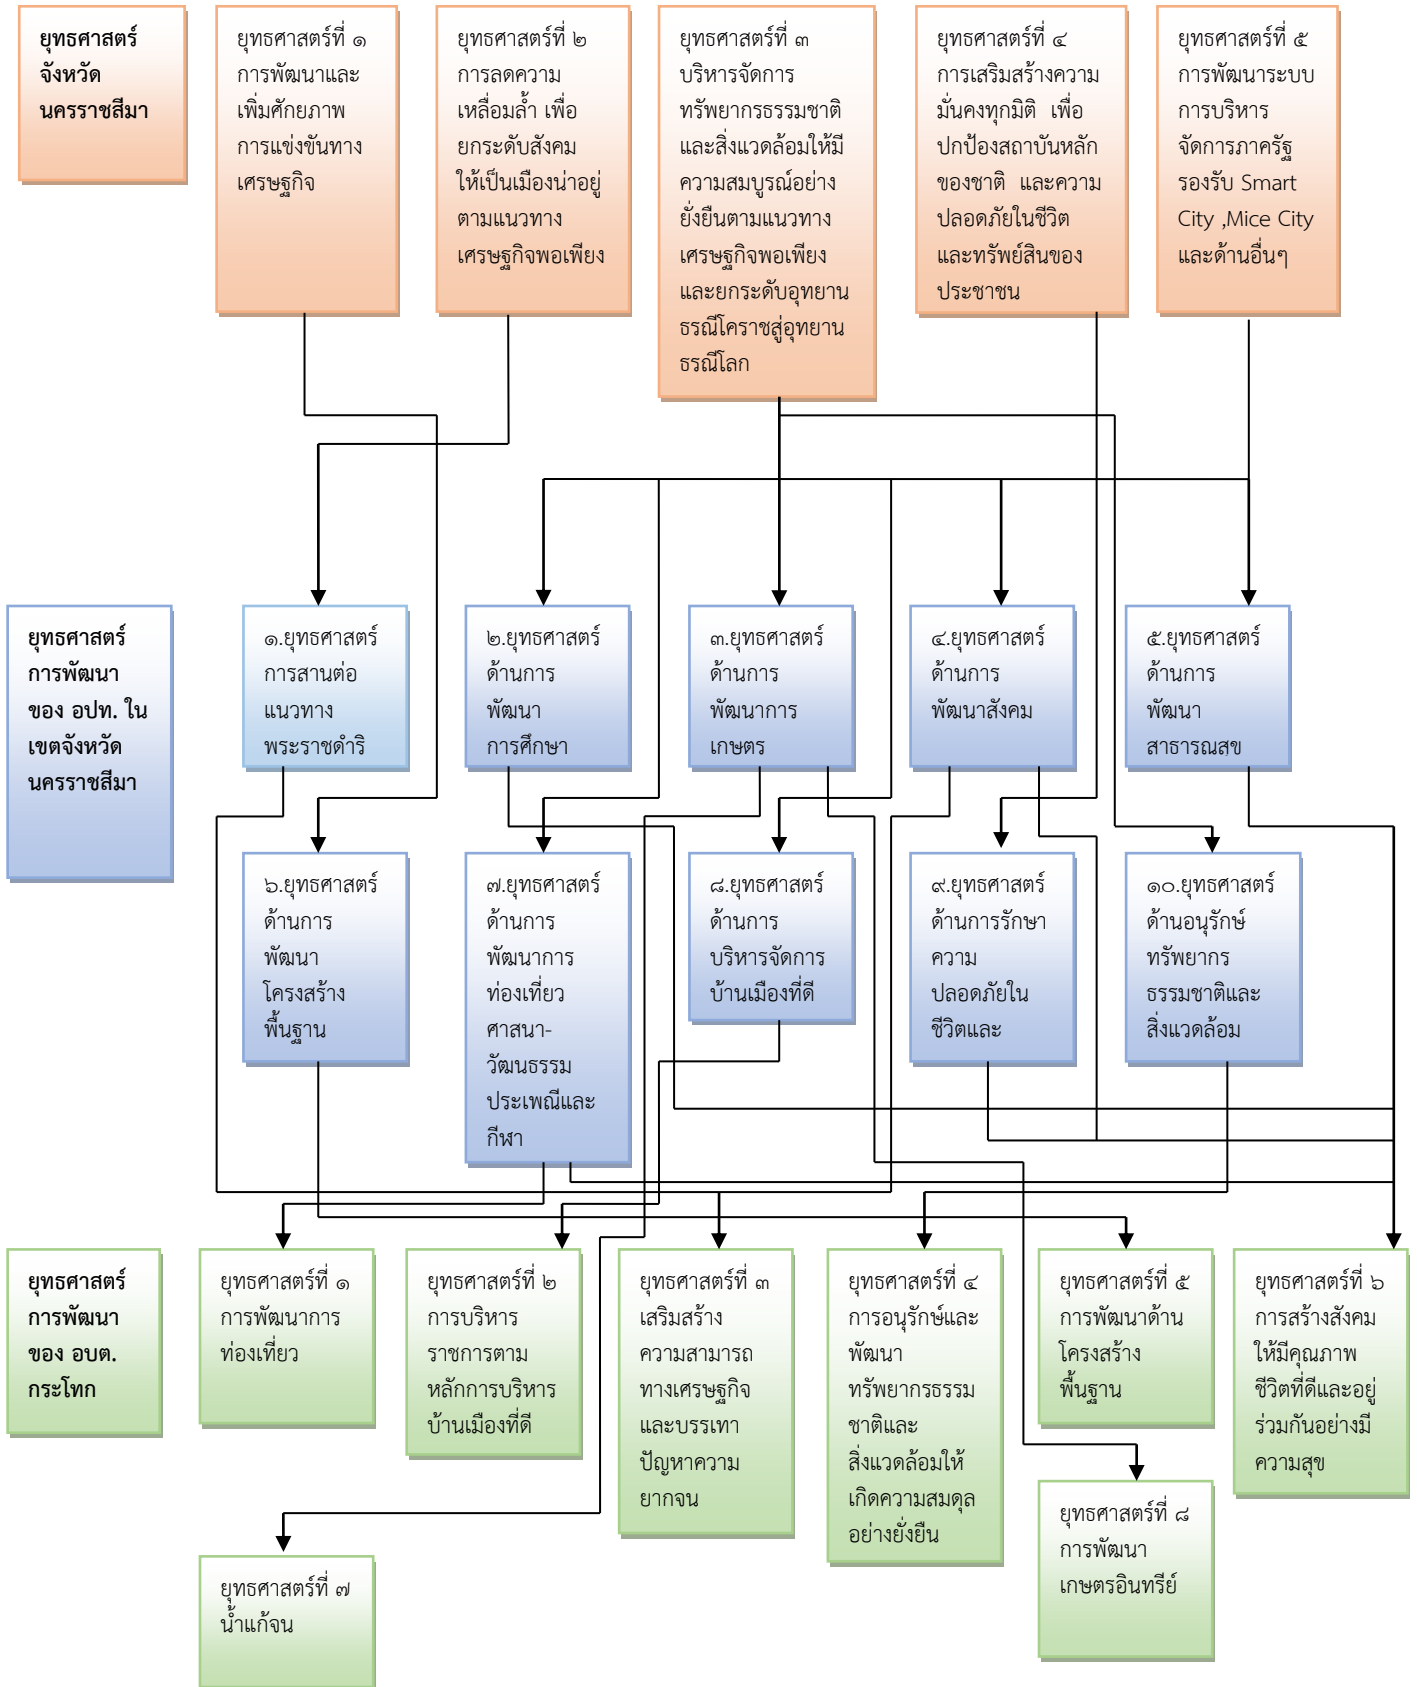 ยุทธศาสตร์
จังหวัด
นครราชสีมา
ยุทธศาสตร์ที่ ๑
การพัฒนาและ
เพิ่มศักยภาพ
การแข่งขันทาง
เศรษฐกิจ
ยุทธศาสตร์ที่ ๒
การลดความ
เหลื่อมล้ำ เพื่อ
ยกระดับสังคม
ให้เป็นเมืองน่าอยู่
ตามแนวทาง
เศรษฐกิจพอเพียง
ยุทธศาสตร์ที่ ๓
บริหารจัดการ
ทรัพยากรธรรมชาติ
และสิ่งแวดล้อมให้มี
ความสมบูรณ์อย่าง
ยั่งยืนตามแนวทาง
เศรษฐกิจพอเพียง
และยกระดับอุทยาน
ธรณีโคราชสู่อุทยาน
ธรณีโลก
ยุทธศาสตร์ที่ ๔
การเสริมสร้างความ
มั่นคงทุกมิติ เพื่อ
ปกป้องสถาบันหลัก
ของชาติ และความ
ปลอดภัยในชีวิต
และทรัพย์สินของ
ประชาชน
ยุทธศาสตร์ที่ ๕
การพัฒนาระบบ
การบริหาร
จัดการภาครัฐ
รองรับ Smart
City ,Mice City
และด้านอื่นๆ
ยุทธศาสตร์
การพัฒนา
ของ อปท. ใน
เขตจังหวัด
นครราชสีมา
๑.ยุทธศาสตร์
การสานต่อ
แนวทาง
พระราชดำริ
๒.ยุทธศาสตร์
ด้านการ
พัฒนา
การศึกษา
๓.ยุทธศาสตร์
ด้านการ
พัฒนาการ
เกษตร
๔.ยุทธศาสตร์
ด้านการ
พัฒนาสังคม
๕.ยุทธศาสตร์
ด้านการ
พัฒนา
สาธารณสุข
๖.ยุทธศาสตร์
ด้านการ
พัฒนา
โครงสร้าง
พื้นฐาน
๗.ยุทธศาสตร์
ด้านการ
พัฒนาการ
ท่องเที่ยว
ศาสนา-
วัฒนธรรม
ประเพณีและ
กีฬา
๘.ยุทธศาสตร์
ด้านการ
บริหารจัดการ
บ้านเมืองที่ดี
๙.ยุทธศาสตร์
ด้านการรักษา
ความ
ปลอดภัยใน
ชีวิตและ
๑๐.ยุทธศาสตร์
ด้านอนุรักษ์
ทรัพยากร
ธรรมชาติและ
สิ่งแวดล้อม
ยุทธศาสตร์
การพัฒนา
ของ อบต.
กระโทก
ยุทธศาสตร์ที่ ๑
การพัฒนาการ
ท่องเที่ยว
ยุทธศาสตร์ที่ ๒
การบริหาร
ราชการตาม
หลักการบริหาร
บ้านเมืองที่ดี
ยุทธศาสตร์ที่ ๓
เสริมสร้าง
ความสามารถ
ทางเศรษฐกิจ
และบรรเทา
ปัญหาความ
ยากจน
ยุทธศาสตร์ที่ ๔
การอนุรักษ์และ
พัฒนา
ทรัพยากรธรรม
ชาติและ
สิ่งแวดล้อมให้
เกิดความสมดุล
อย่างยั่งยืน
ยุทธศาสตร์ที่ ๕
การพัฒนาด้าน
โครงสร้าง
พื้นฐาน
ยุทธศาสตร์ที่ ๖
การสร้างสังคม
ให้มีคุณภาพ
ชีวิตที่ดีและอยู่
ร่วมกันอย่างมี
ความสุข
ยุทธศาสตร์ที่ ๗
น้ำแก้จน
ยุทธศาสตร์ที่ ๘
การพัฒนา
เกษตรอินทรีย์